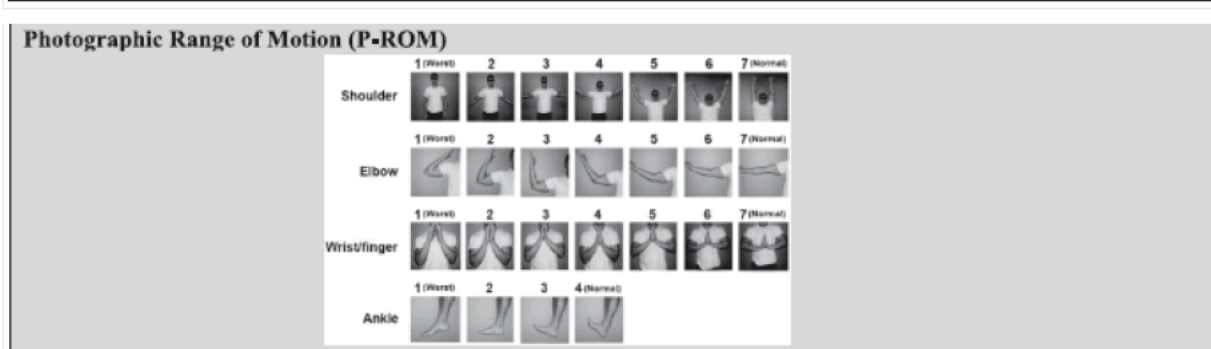 Photographic Range of Motion (P-ROM)
1 (Worst) 2 3 4 5 6 7 (Normal)
Shoulder
1 (Worst) 2 3 4 5 6 7 (Normal)
Elbow
1 (Worst) 2 3 4 5 6 7 (Normal)
Wrist/finger
1 (Worst) 2 3 4 (Normal)
Ankle